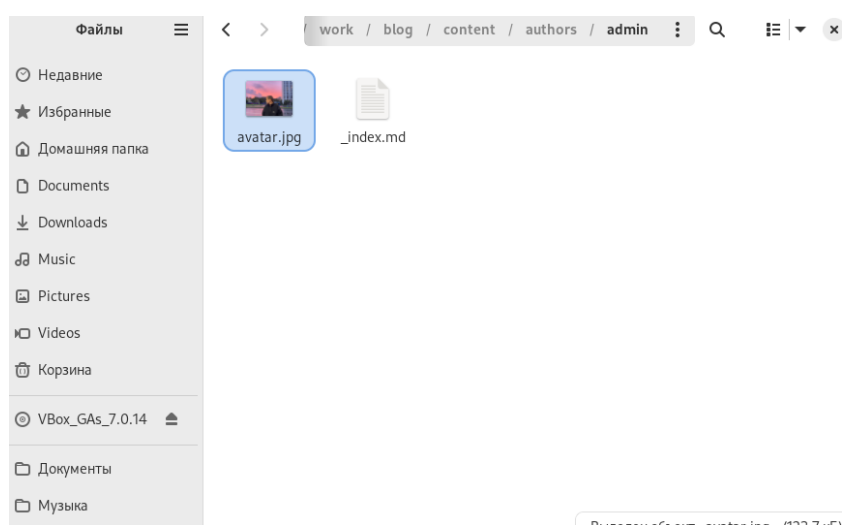 Файлы
/ work / blog / content / authors / admin
Недавние
Избранные
Домашняя папка
Documents
Downloads
Music
Pictures
Videos
Корзина
VBox_GAs_7.0.14
Документы
Музыка
avatar.jpg
_index.md